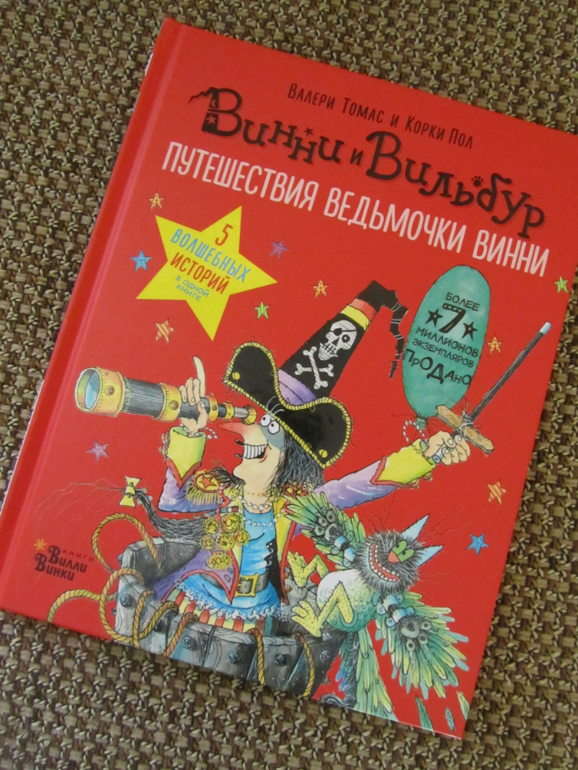 Валери Томас и Корки Пол
Винни и Вильбур
ПУТЕШЕСТВИЯ ВЕДЬМОЧКИ ВИННИ
5
ВОЛШЕБНЫХ
ИСТОРИЙ
В ОДНОЙ
КНИГЕ
БОЛЕЕ
7
МИЛЛИОНОВ
ЭКЗЕМПЛЯРОВ
ПРОДАНО
КНИГИ
Вилли
Винки